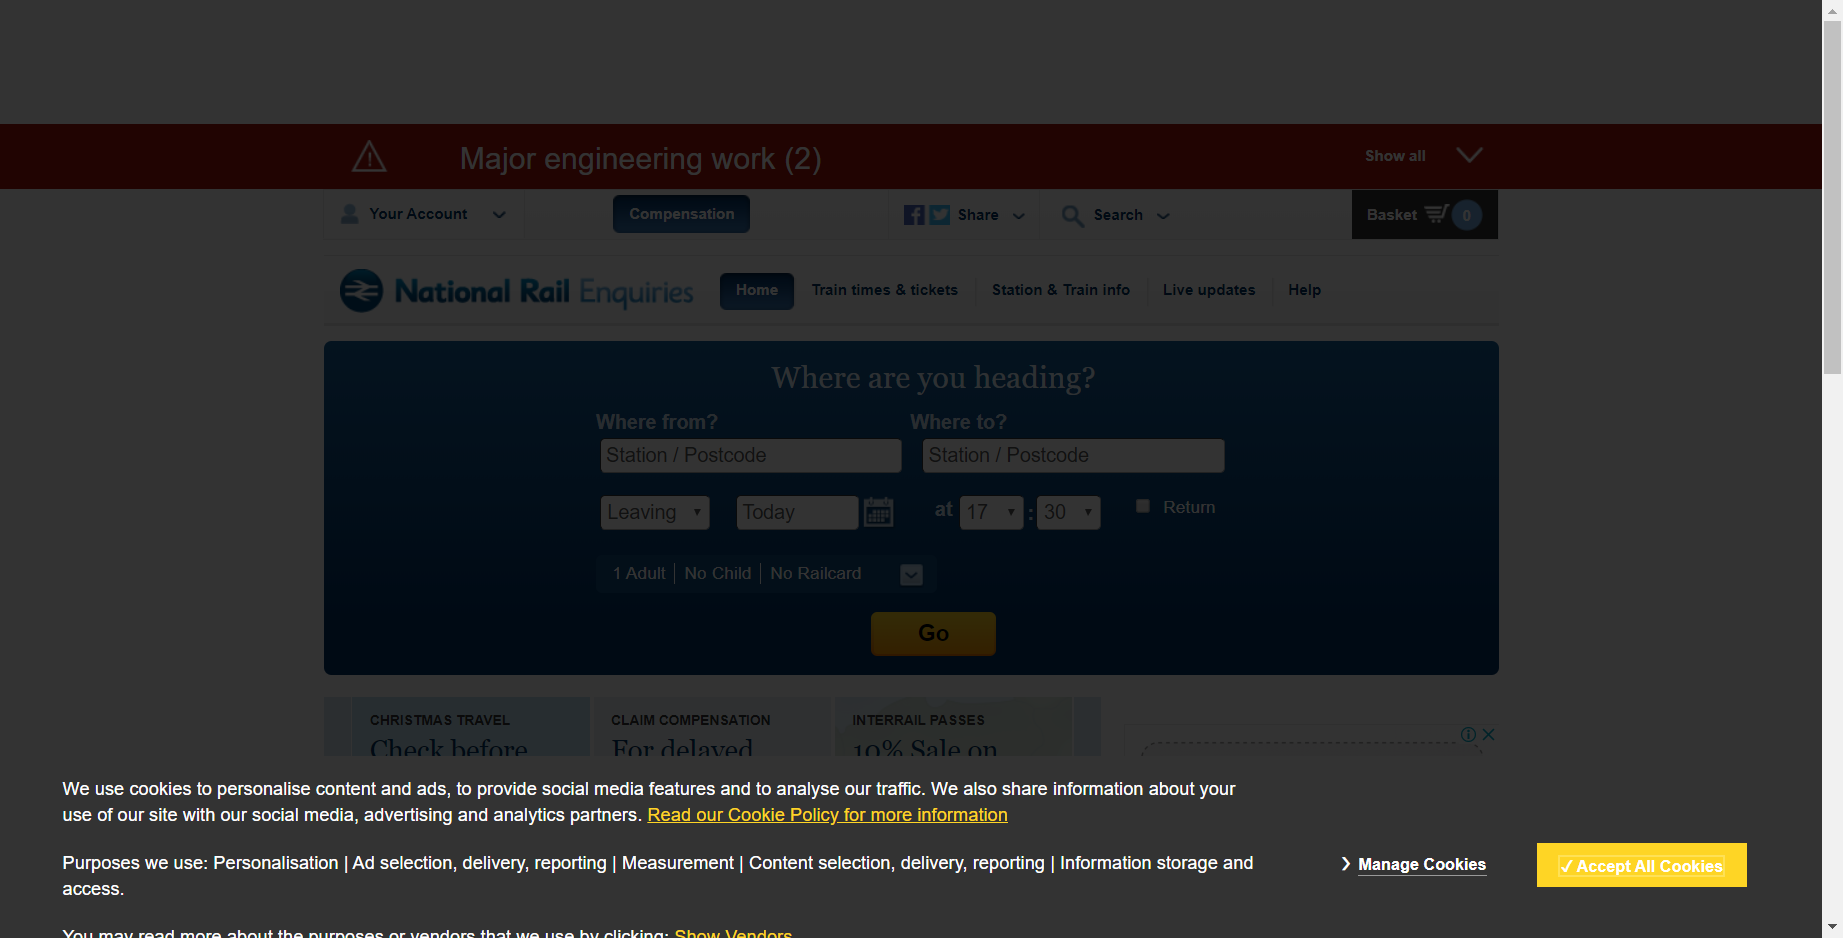 Major engineering work (2)
Show all
Your Account
Compensation
Share
Search
Basket
0
National Rail Enquiries
Home
Train times & tickets
Station & Train info
Live updates
Help
Where are you heading?
Where from?
Where to?
Station / Postcode
Station / Postcode
Leaving
Today
at
17
:
30
Return
1 Adult
No Child
No Railcard
Go
CHRISTMAS TRAVEL
Check before
CLAIM COMPENSATION
For delayed
INTERRAIL PASSES
10% Sale on
We use cookies to personalise content and ads, to provide social media features and to analyse our traffic. We also share information about your
use of our site with our social media, advertising and analytics partners. Read our Cookie Policy for more information
Purposes we use: Personalisation | Ad selection, delivery, reporting | Measurement | Content selection, delivery, reporting | Information storage and
access.
Manage Cookies
✓ Accept All Cookies
You may read more about the purposes or vendors that we use by clicking: Show Vendors